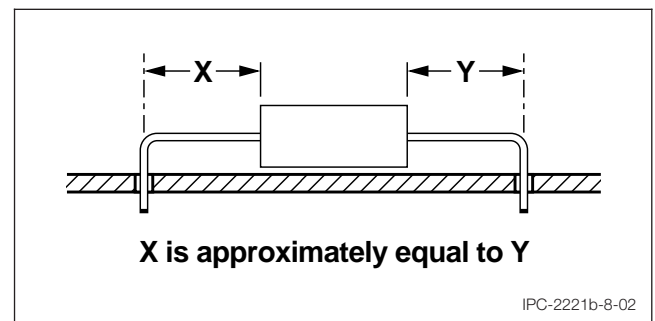 X Y
X is approximately equal to Y
IPC-2221b-8-02